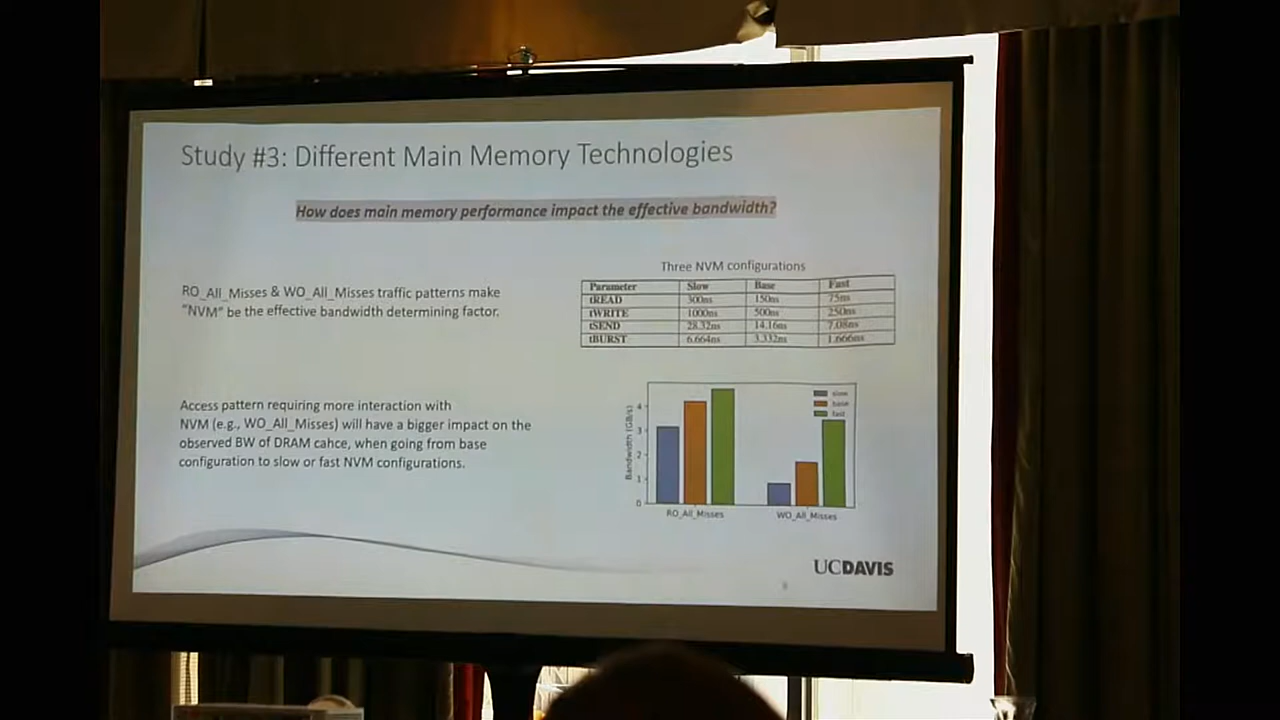 Study #3: Different Main Memory Technologies
How does main memory performance impact the effective bandwidth?
RO_All_Misses & WO_All_Misses traffic patterns make
"NVM" be the effective bandwidth determining factor.
Access pattern requiring more interaction with
NVM (e.g., WO_All_Misses) will have a bigger impact on the
observed BW of DRAM cahce, when going from base
configuration to slow or fast NVM configurations.
Three NVM configurations
Parameter Slow Base Fast
tREAD 300ns 150ns 75ns
tWRITE 1000ns 500ns 250ns
tSEND 28.32ns 14.16ns 7.08ns
tBURST 6.664ns 3.332ns 1.666ns
Bandwidth (GB/s)
4
3
2
1
0
slow
base
fast
RO_All_Misses WO_All_Misses
UCDAVIS